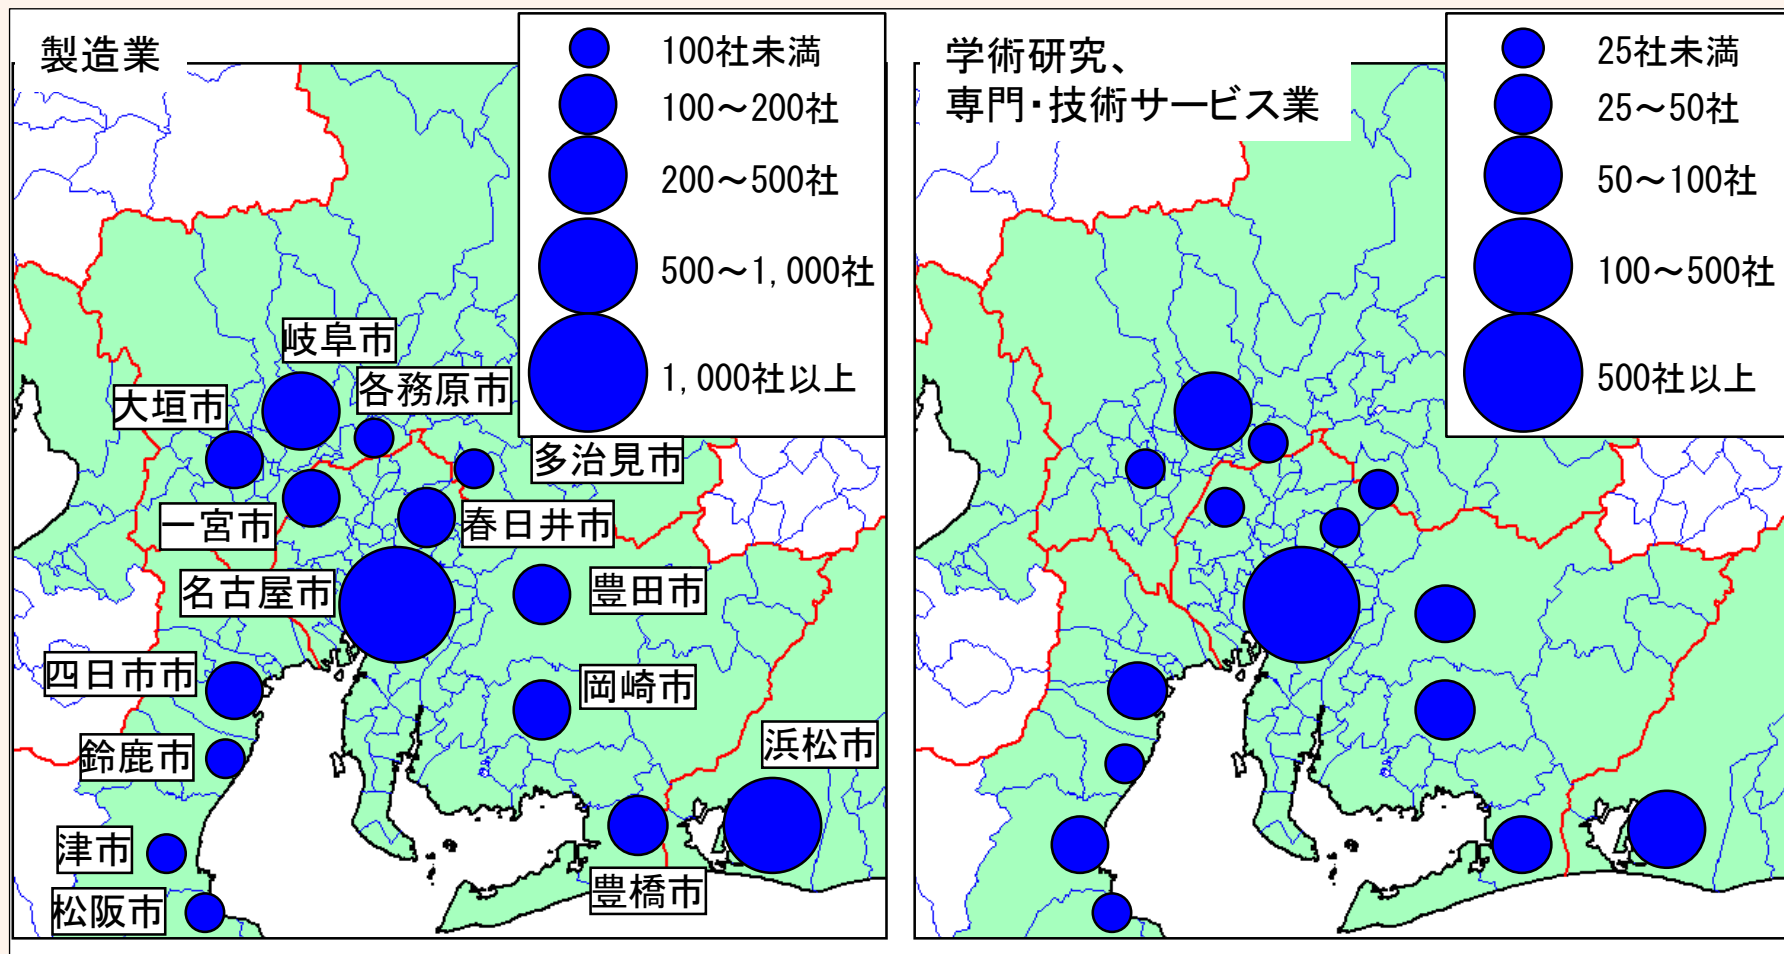 製造業
100社未満
100～200社
200～500社
500～1,000社
1,000社以上
岐阜市
各務原市
大垣市
多治見市
一宮市
春日井市
名古屋市
豊田市
四日市市
岡崎市
浜松市
鈴鹿市
津市
豊橋市
松阪市
学術研究、
専門・技術サービス業
25社未満
25～50社
50～100社
100～500社
500社以上